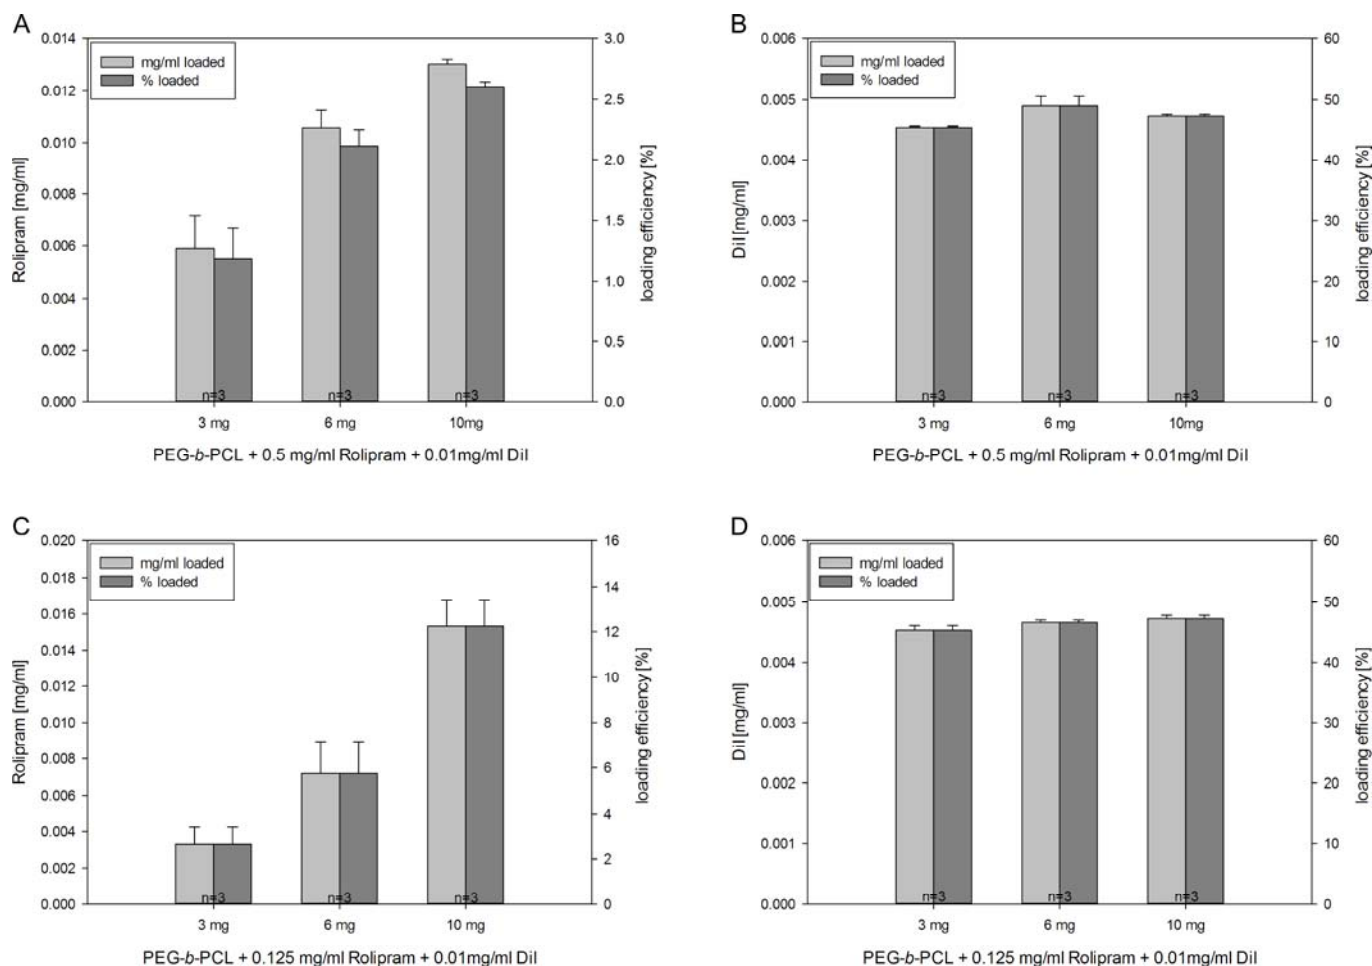 A
0.014
0.012
0.010
0.008
0.006
0.004
0.002
0.000
Rolipram [mg/ml]
mg/ml loaded
% loaded
3.0
2.5
2.0
1.5
1.0
0.5
0.0
loading efficiency [%]
n=3
n=3
n=3
3 mg
6 mg
10mg
PEG-b-PCL + 0.5 mg/ml Rolipram + 0.01mg/ml DiI
B
0.006
0.005
0.004
0.003
0.002
0.001
0.000
DiI [mg/ml]
mg/ml loaded
% loaded
60
50
40
30
20
10
0
loading efficiency [%]
n=3
n=3
n=3
3 mg
6 mg
10mg
PEG-b-PCL + 0.5 mg/ml Rolipram + 0.01mg/ml DiI
C
0.020
0.018
0.016
0.014
0.012
0.010
0.008
0.006
0.004
0.002
0.000
Rolipram [mg/ml]
mg/ml loaded
% loaded
16
14
12
10
8
6
4
2
0
loading efficiency [%]
n=3
n=3
n=3
3 mg
6 mg
10 mg
PEG-b-PCL + 0.125 mg/ml Rolipram + 0.01mg/ml DiI
D
0.006
0.005
0.004
0.003
0.002
0.001
0.000
DiI [mg/ml]
mg/ml loaded
% loaded
60
50
40
30
20
10
0
loading efficiency [%]
n=3
n=3
n=3
3 mg
6 mg
10 mg
PEG-b-PCL + 0.125 mg/ml Rolipram + 0.01mg/ml DiI